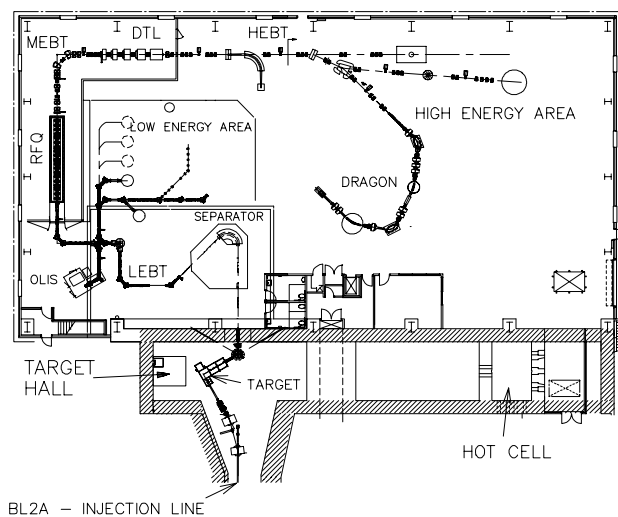 DTL
HEBT
MEBT
HIGH ENERGY AREA
LOW ENERGY AREA
RFQ
DRAGON
SEPARATOR
LEBT
OLIS
TARGET
HALL
TARGET
HOT CELL
BL2A – INJECTION LINE